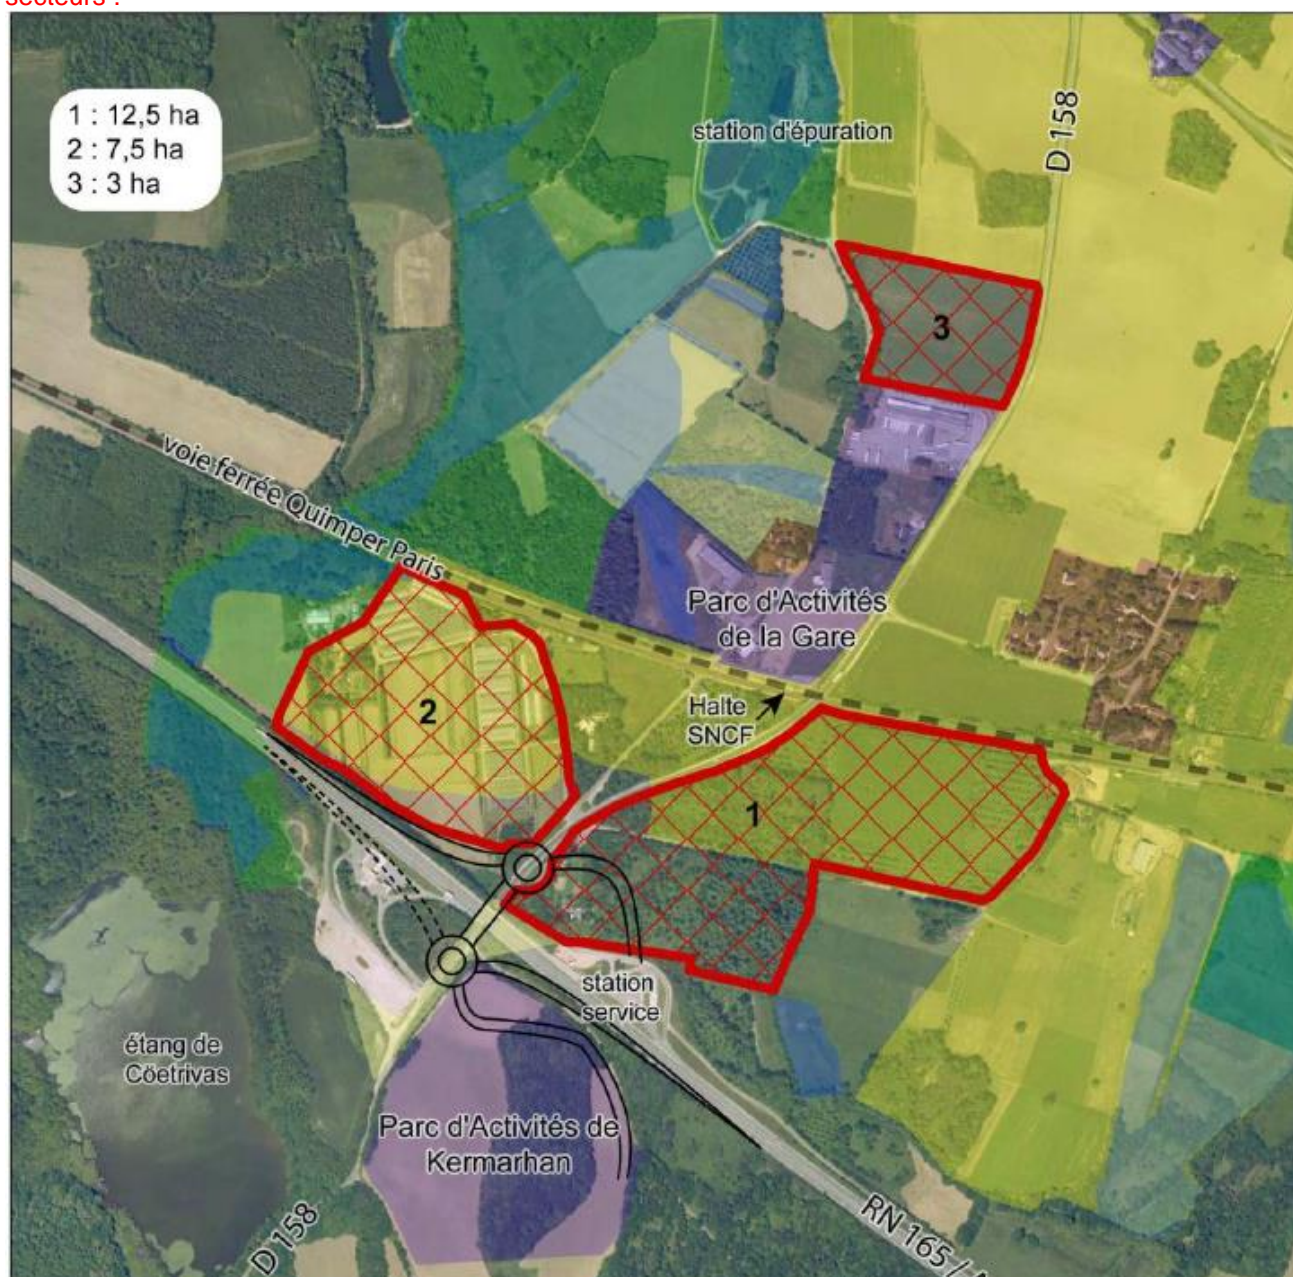 secteurs :
1 : 12,5 ha
2 : 7,5 ha
3 : 3 ha
station d'épuration
D 158
3
voie ferrée Quimper Paris
Parc d'Activités
de la Gare
Halte
SNCF
2
1
station
service
étang de
Cöetrivas
Parc d'Activités de
Kermarhan
D 158
RN 165 /